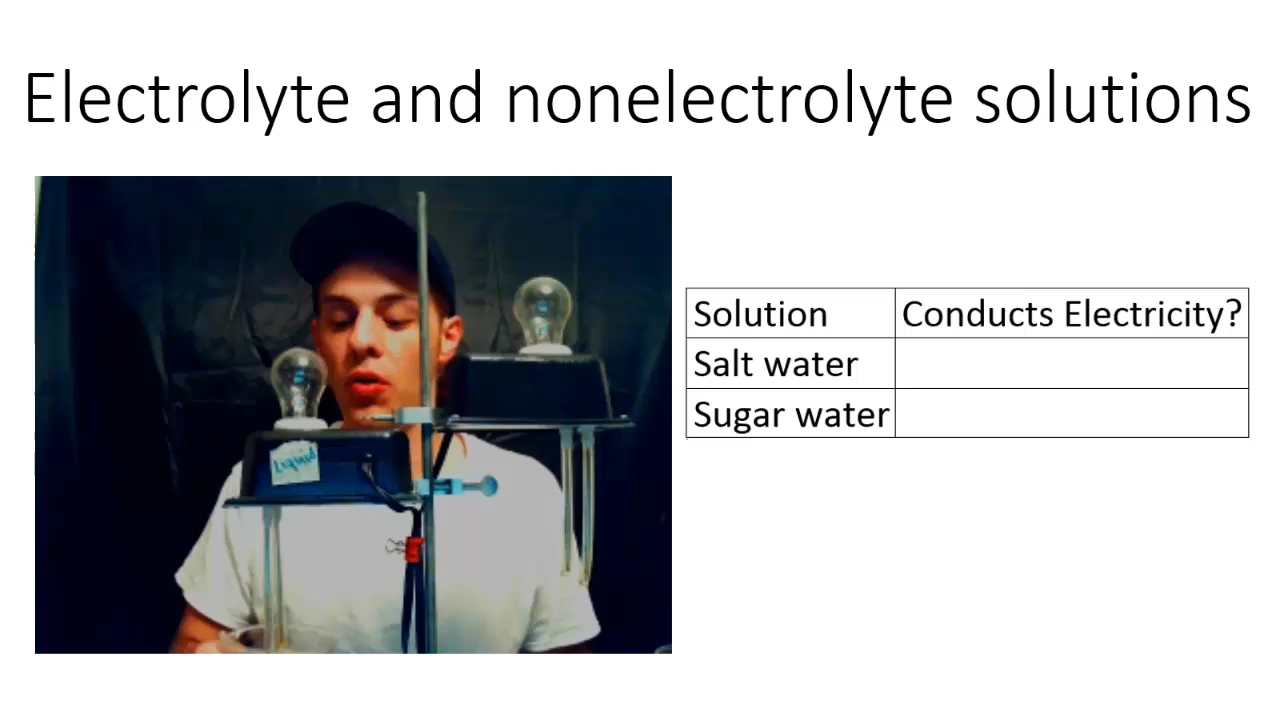 Electrolyte and nonelectrolyte solutions
Liquid
Solution Conducts Electricity?
Salt water
Sugar water